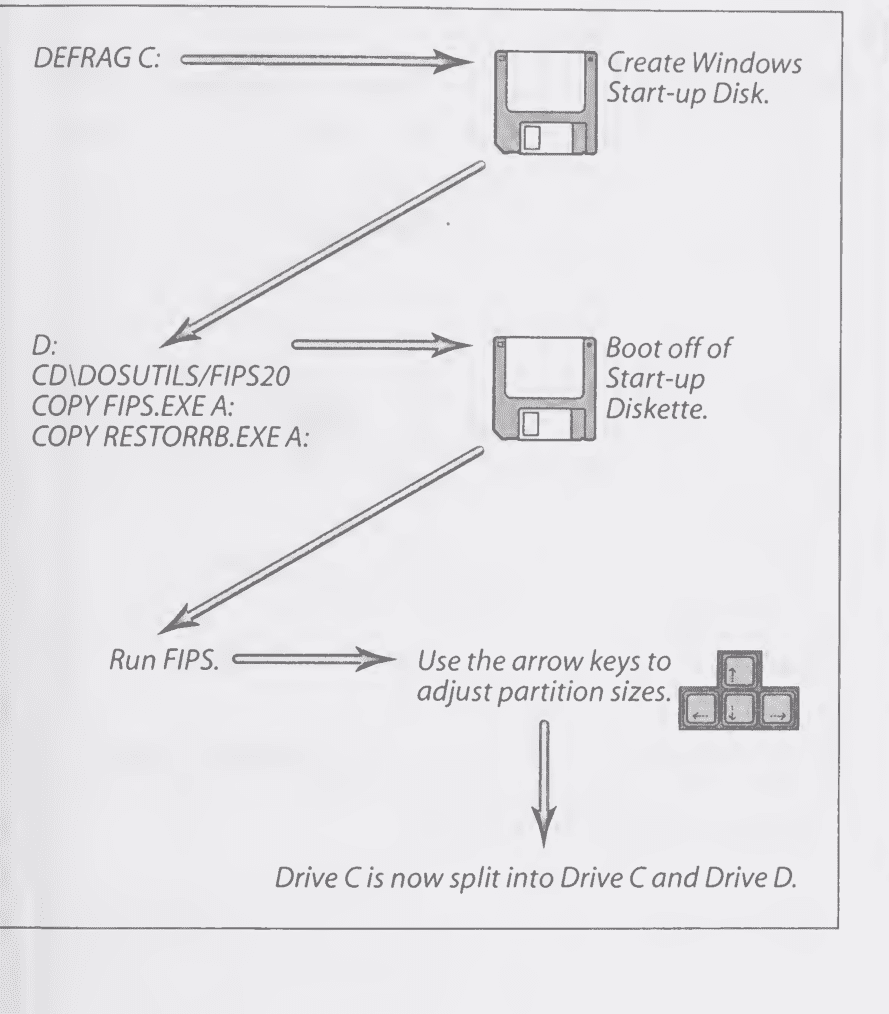 DEFRAG C:
Create Windows
Start-up Disk.
D:
CD\DOSUTILS/FIPS20
COPY FIPS.EXE A:
COPY RESTORRB.EXE A:
Boot off of
Start-up
Diskette.
Run FIPS.
Use the arrow keys to
adjust partition sizes.
Drive C is now split into Drive C and Drive D.